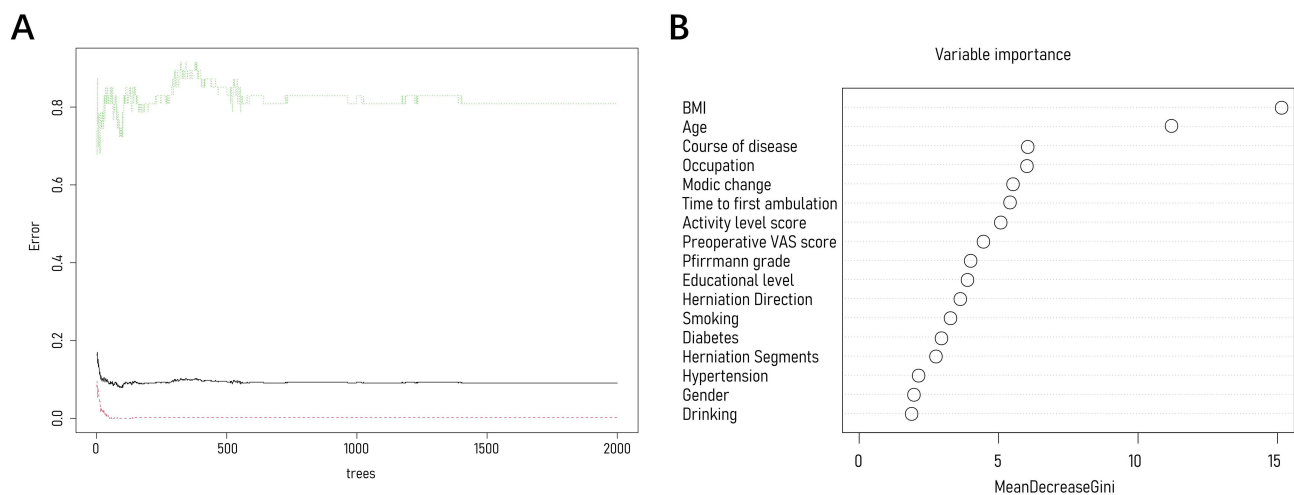 A
Error
0.8
0.6
0.4
0.2
0.0
0
500
1000
1500
2000
trees
B
Variable importance
BMI
Age
Course of disease
Occupation
Modic change
Time to first ambulation
Activity level score
Preoperative VAS score
Pfirrmann grade
Educational level
Herniation Direction
Smoking
Diabetes
Herniation Segments
Hypertension
Gender
Drinking
0
5
10
15
MeanDecreaseGini